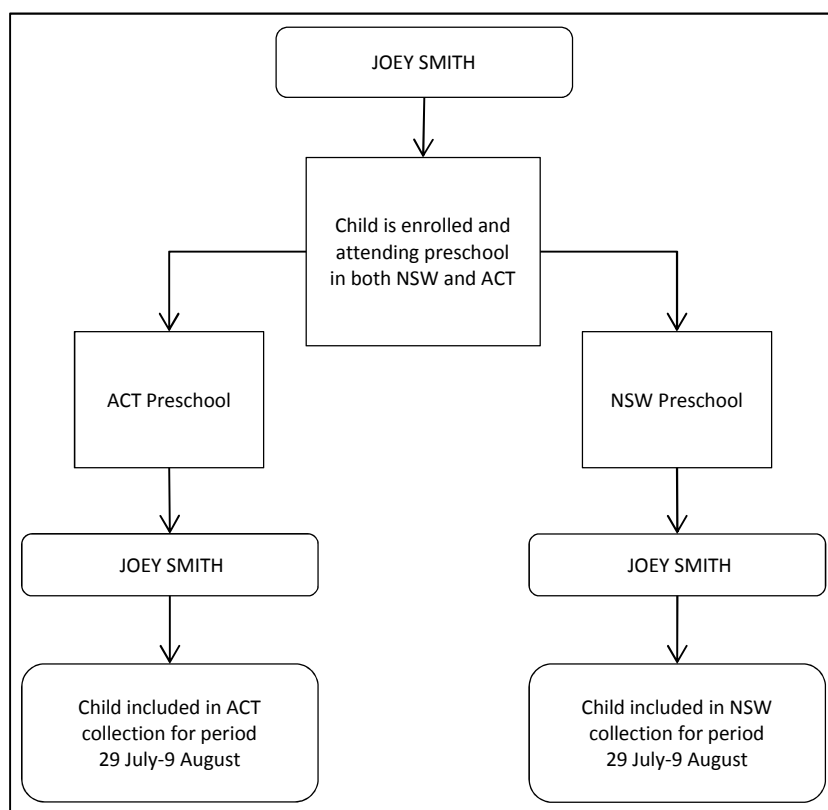 JOEY SMITH
Child is enrolled and
attending preschool
in both NSW and ACT
ACT Preschool
NSW Preschool
JOEY SMITH
JOEY SMITH
Child included in ACT
collection for period
29 July-9 August
Child included in NSW
collection for period
29 July-9 August